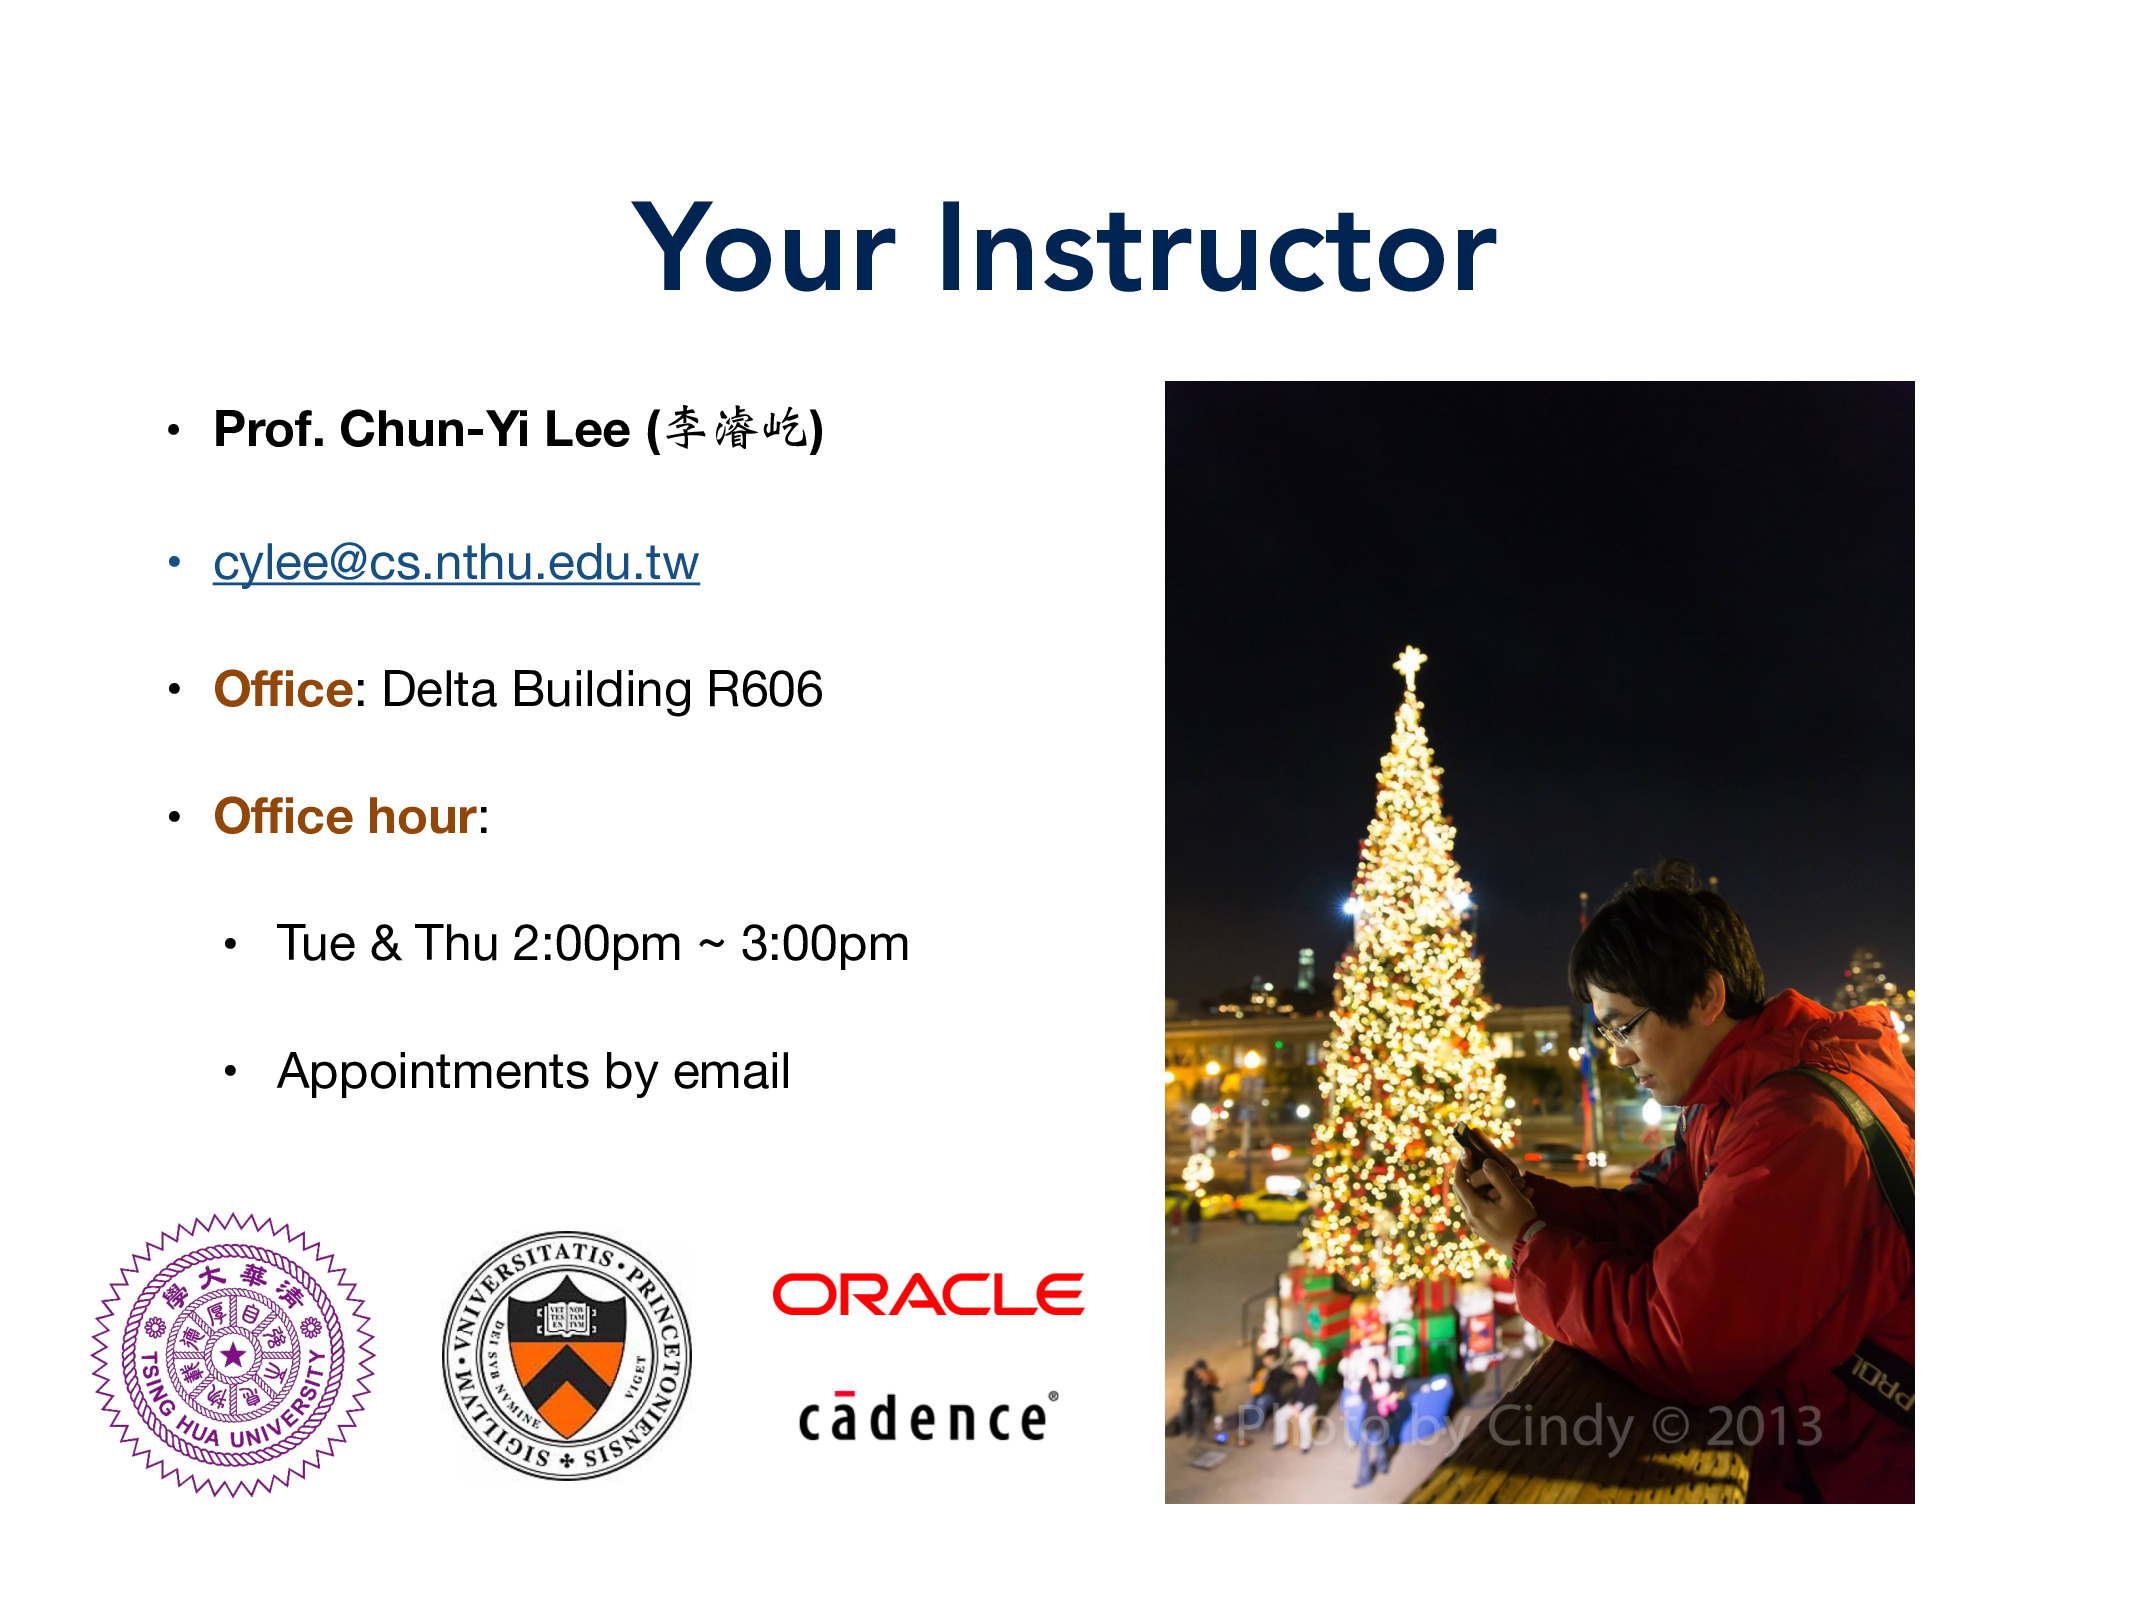 Your Instructor
• Prof. Chun-Yi Lee (李濬屹)
• cylee@cs.nthu.edu.tw
• Office: Delta Building R606
• Office hour:
• Tue & Thu 2:00pm ~ 3:00pm
• Appointments by email
學大華清
自強不息
厚德載物
TSING HUA UNIVERSITY
SIGILLVM • VNIVERSITATIS • PRINCETONIENSIS
VET NOV
TES TAM
EN TVM
DEI SVB NVMINE VIGET
ORACLE
cādence®
PROL
Photo by Cindy © 2013